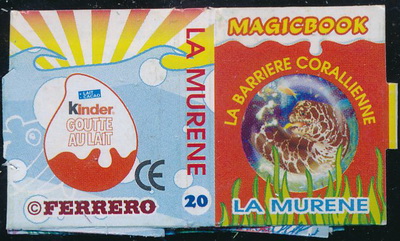 +LAIT
-CACAO
kinder
GOUTTE
AU LAIT
CE
©FERRERO
LA MURENE
20
MAGICBOOK
LA BARRIERE CORALLIENNE
LA MURENE